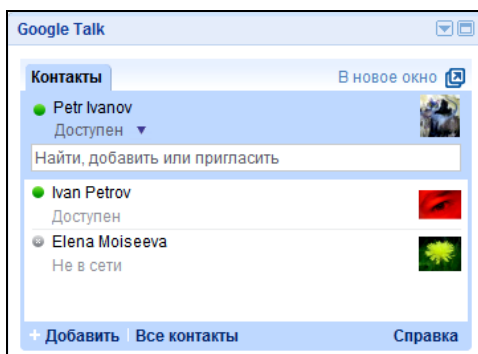 Google Talk
Контакты В новое окно
Petr Ivanov
Доступен
Найти, добавить или пригласить
Ivan Petrov
Доступен
Elena Moiseeva
Не в сети
Добавить Все контакты Справка